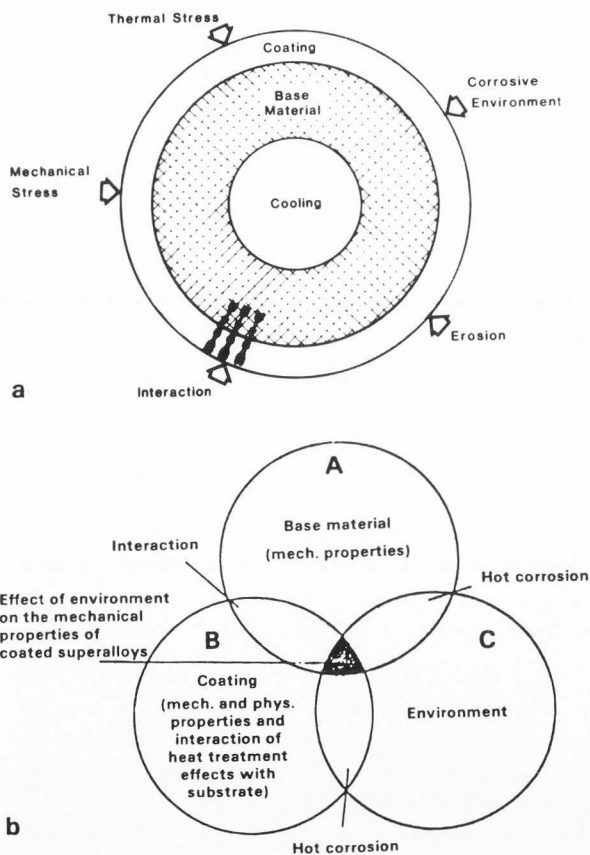 Thermal Stress
Coating
Base
Material
Corrosive
Environment
Mechanical
Stress
Cooling
Erosion
Interaction
a
A
Base material
(mech. properties)
Interaction
Hot corrosion
Effect of environment
on the mechanical
properties of
coated superalloys
B
C
Coating
(mech. and phys.
properties and
interaction of
heat treatment
effects with
substrate)
Environment
b
Hot corrosion